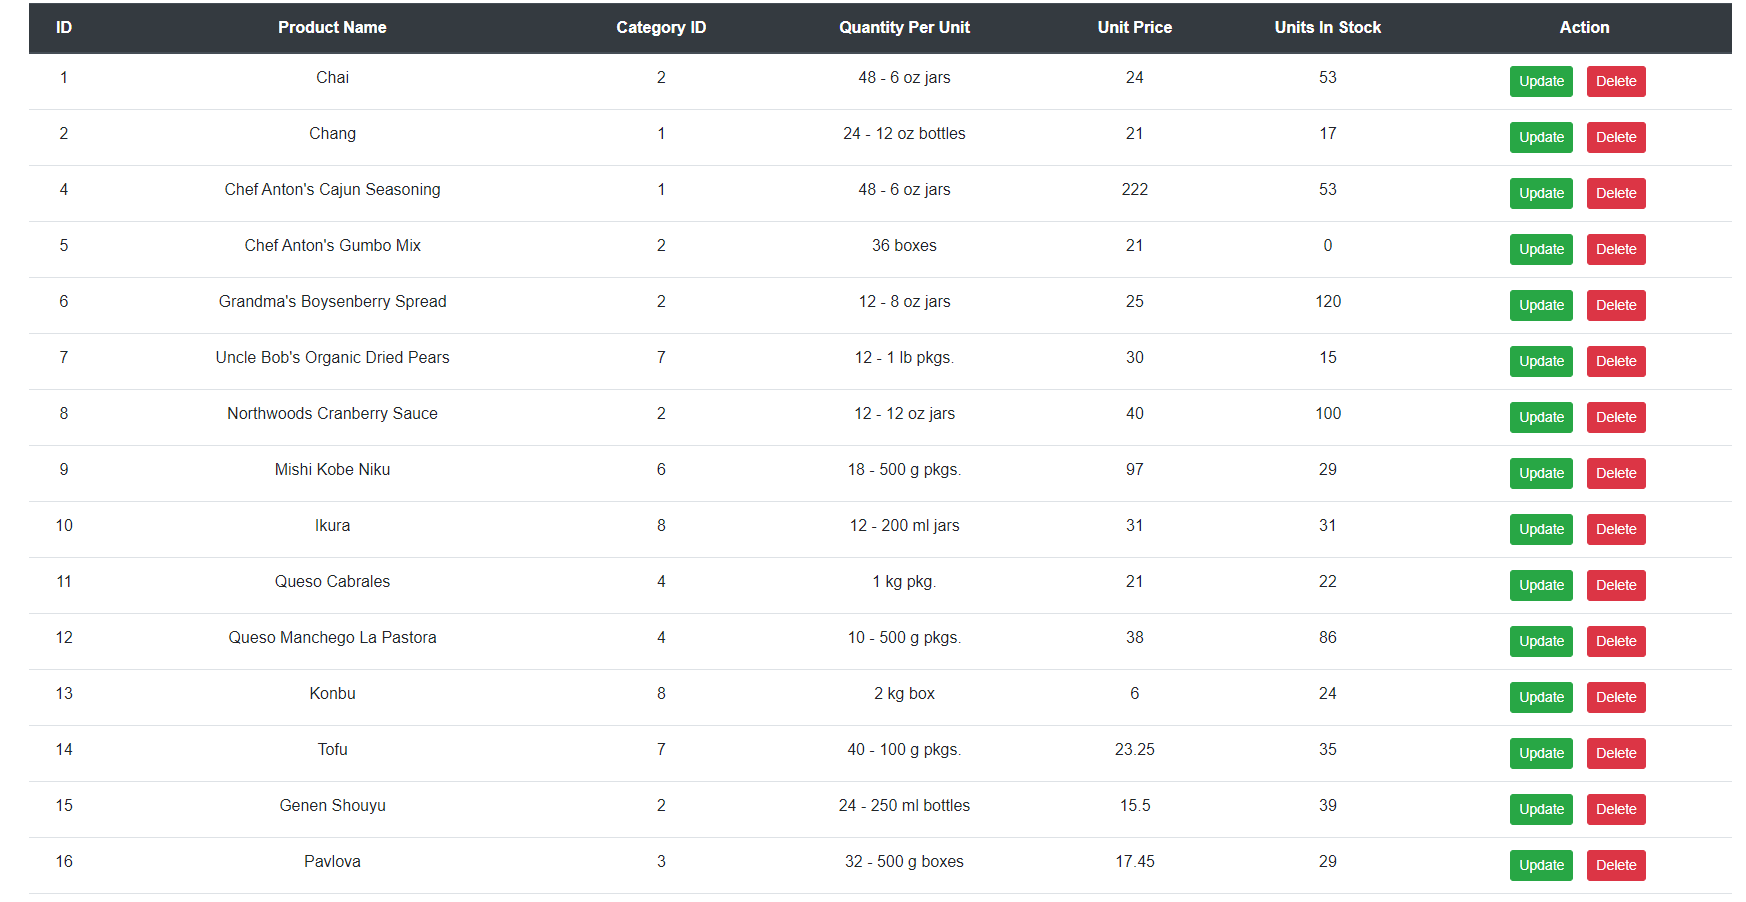 ID Product Name Category ID Quantity Per Unit Unit Price Units In Stock Action
1 Chai 2 48 - 6 oz jars 24 53 Update Delete
2 Chang 1 24 - 12 oz bottles 21 17 Update Delete
4 Chef Anton's Cajun Seasoning 1 48 - 6 oz jars 222 53 Update Delete
5 Chef Anton's Gumbo Mix 2 36 boxes 21 0 Update Delete
6 Grandma's Boysenberry Spread 2 12 - 8 oz jars 25 120 Update Delete
7 Uncle Bob's Organic Dried Pears 7 12 - 1 lb pkgs. 30 15 Update Delete
8 Northwoods Cranberry Sauce 2 12 - 12 oz jars 40 100 Update Delete
9 Mishi Kobe Niku 6 18 - 500 g pkgs. 97 29 Update Delete
10 Ikura 8 12 - 200 ml jars 31 31 Update Delete
11 Queso Cabrales 4 1 kg pkg. 21 22 Update Delete
12 Queso Manchego La Pastora 4 10 - 500 g pkgs. 38 86 Update Delete
13 Konbu 8 2 kg box 6 24 Update Delete
14 Tofu 7 40 - 100 g pkgs. 23.25 35 Update Delete
15 Genen Shouyu 2 24 - 250 ml bottles 15.5 39 Update Delete
16 Pavlova 3 32 - 500 g boxes 17.45 29 Update Delete